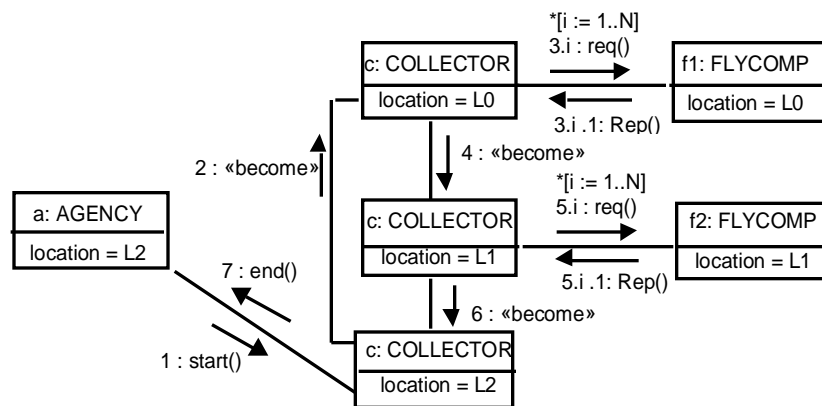 *[i := 1..N]
3.i : req()
c: COLLECTOR
location = L0
f1: FLYCOMP
location = L0
3.i .1: Rep()
2 : «become»
4 : «become»
*[i := 1..N]
5.i : req()
a: AGENCY
location = L2
c: COLLECTOR
location = L1
f2: FLYCOMP
location = L1
5.i .1: Rep()
7 : end()
6 : «become»
1 : start()
c: COLLECTOR
location = L2